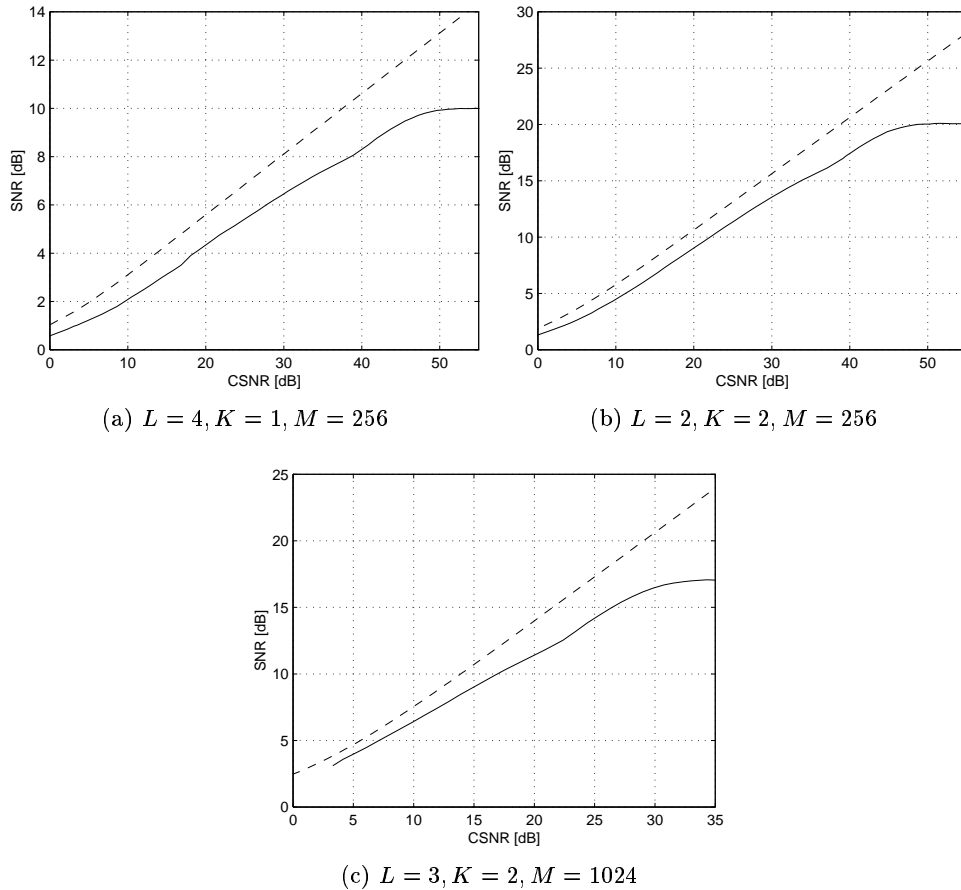 14
12
10
8
6
4
2
0
SNR [dB]
0 10 20 30 40 50
CSNR [dB]
(a) L = 4, K = 1, M = 256
30
25
20
15
10
5
0
SNR [dB]
0 10 20 30 40 50
CSNR [dB]
(b) L = 2, K = 2, M = 256
25
20
15
10
5
0
SNR [dB]
0 5 10 15 20 25 30 35
CSNR [dB]
(c) L = 3, K = 2, M = 1024